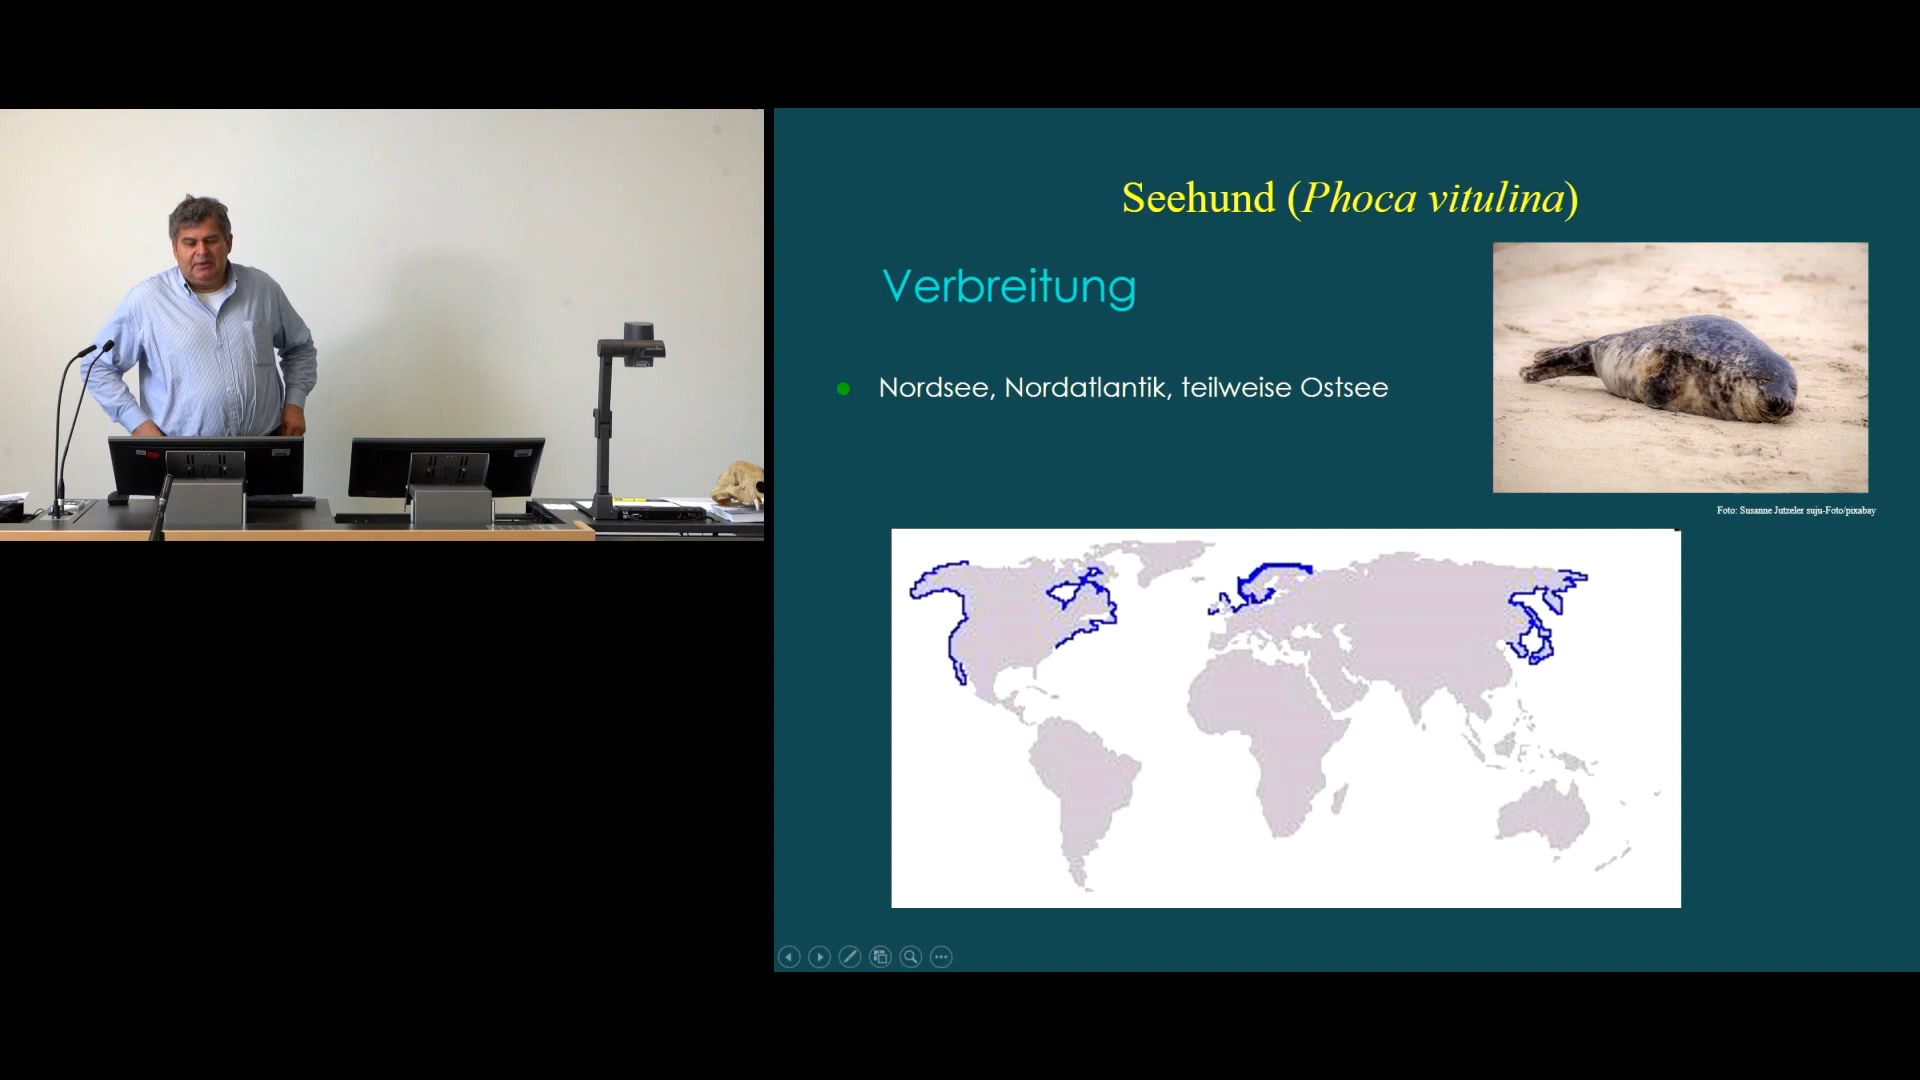 Seehund (Phoca vitulina)
Verbreitung
Nordsee, Nordatlantik, teilweise Ostsee
Foto: Susanne Jutzeler suju-Foto/pixabay